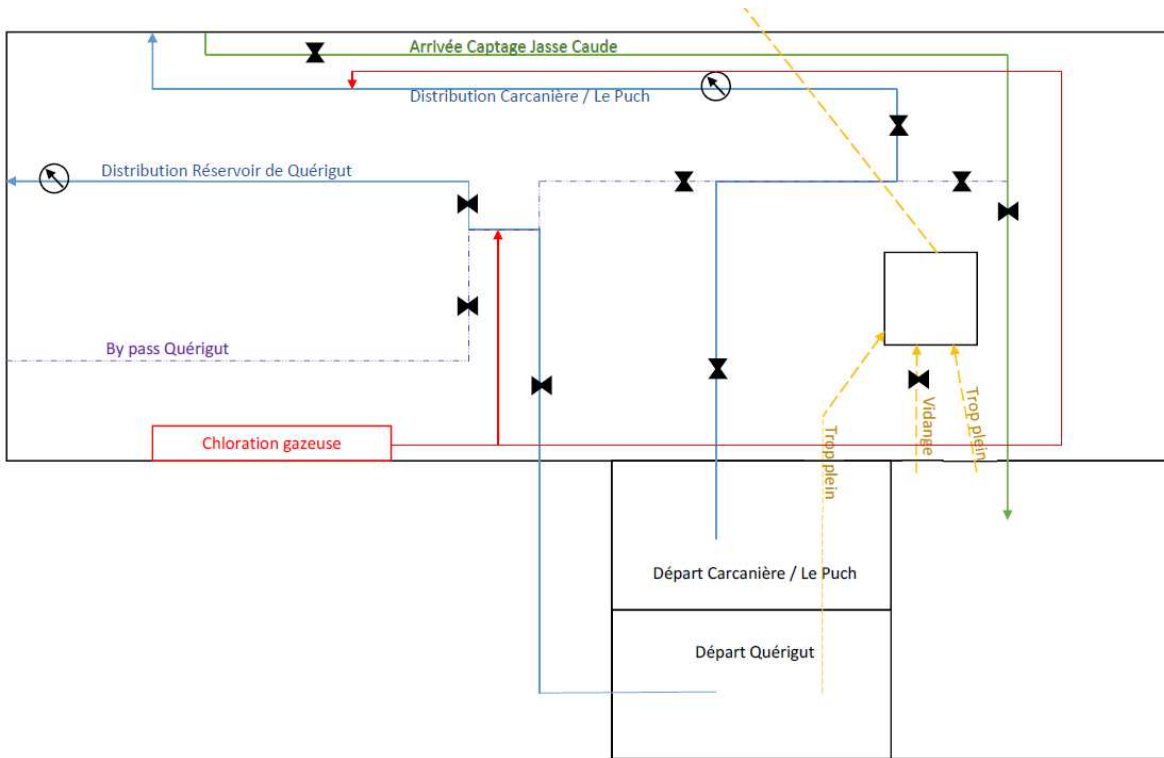 Arrivée Captage Jasse Caude
Distribution Carcanière / Le Puch
Distribution Réservoir de Quérigut
By pass Quérigut
Chloration gazeuse
Trop plein
Vidange
Trop plein
Départ Carcanière / Le Puch
Départ Quérigut